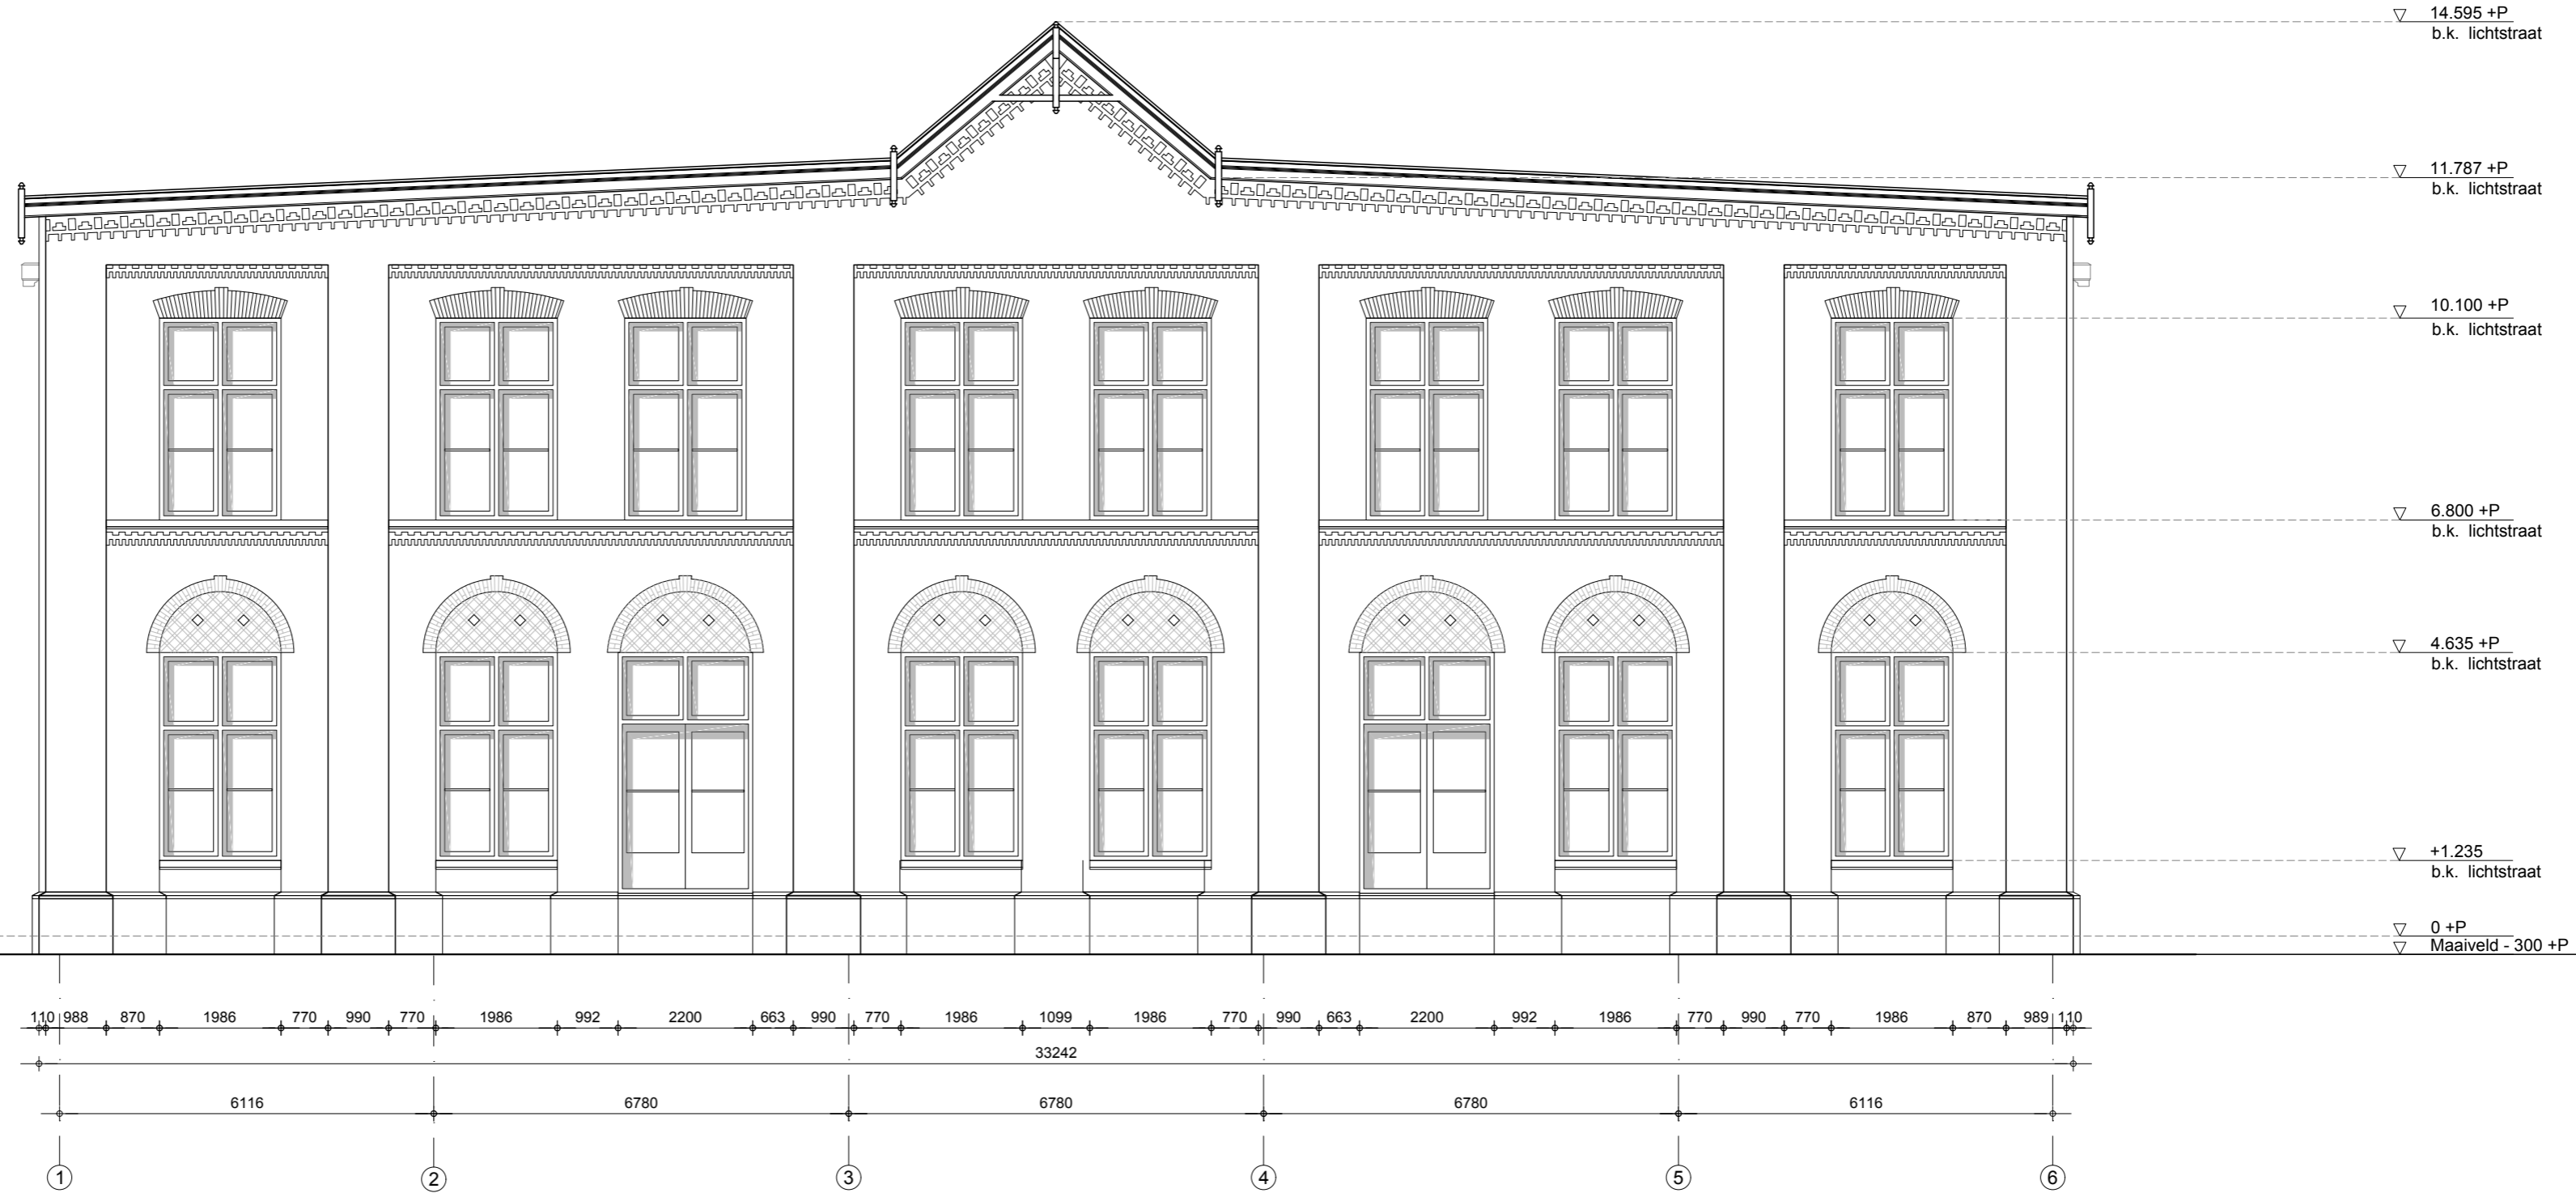 14.595 +P
b.k. lichtstraat
11.787 +P
b.k. lichtstraat
10.100 +P
b.k. lichtstraat
6.800 +P
b.k. lichtstraat
4.635 +P
b.k. lichtstraat
+1.235
b.k. lichtstraat
0 +P
Maaiveld - 300 +P
110 988 870 1986 770 990 770 1986 992 2200 663 990 770 1986 1099 1986 770 990 663 2200 992 1986 770 990 770 1986 870 989 110
33242
6116 6780 6780 6780 6116
1 2 3 4 5 6